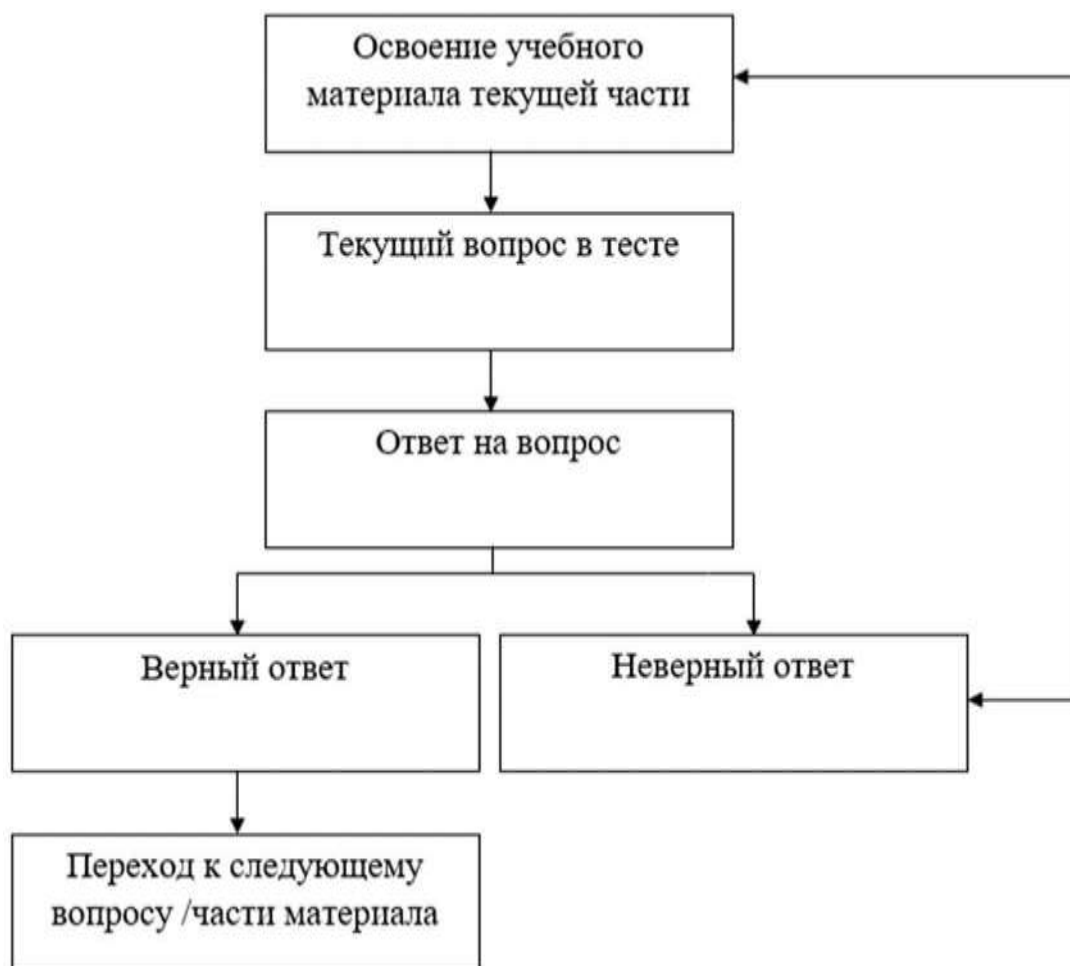 Освоение учебного
материала текущей части
Текущий вопрос в тесте
Ответ на вопрос
Верный ответ
Неверный ответ
Переход к следующему
вопросу /части материала